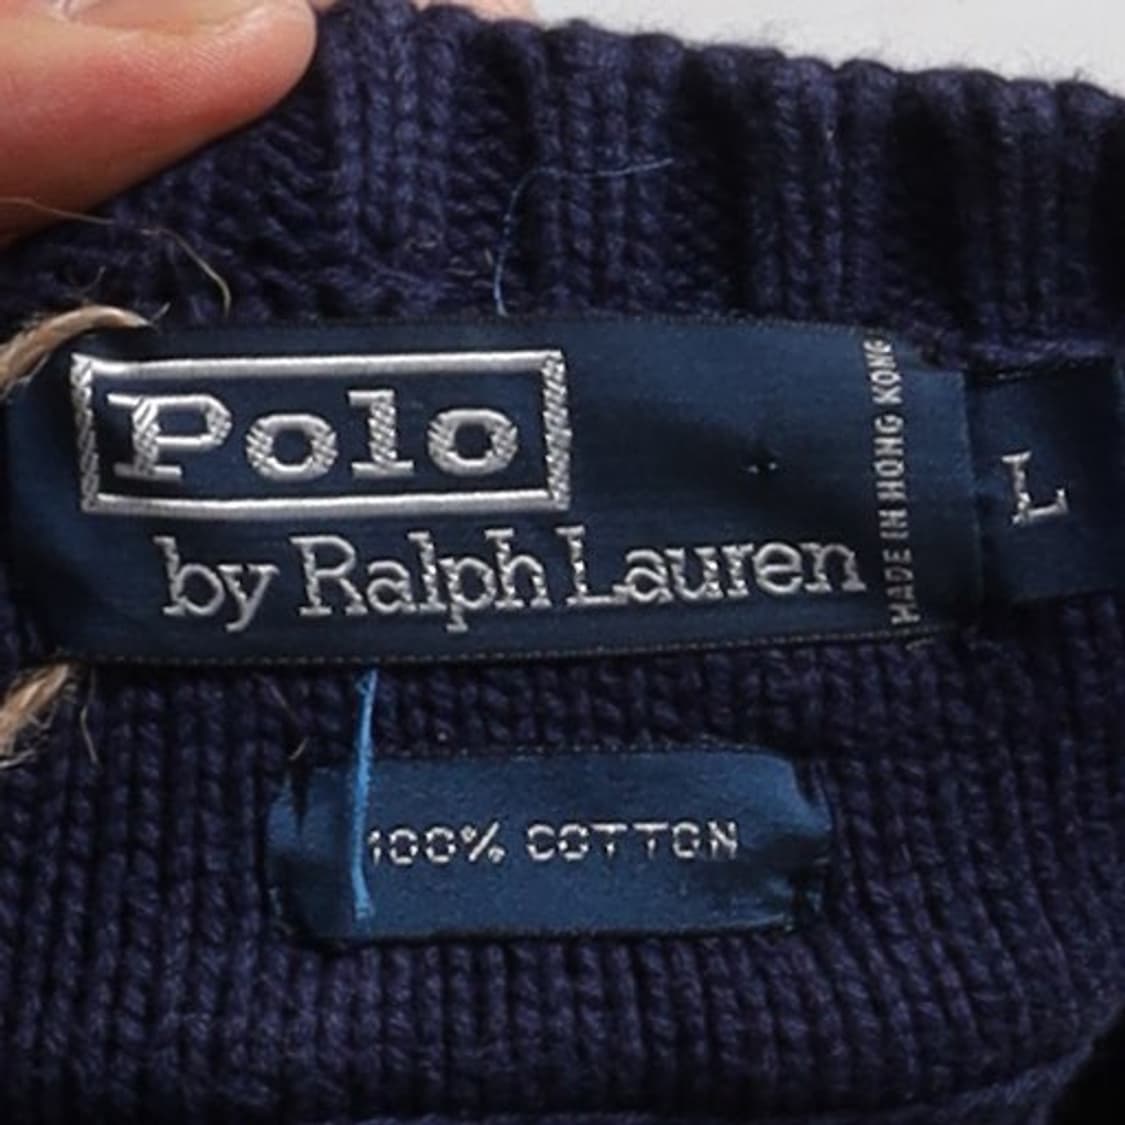 Polo
by Ralph Lauren
MADE IN HONG KONG
L
100% COTTON